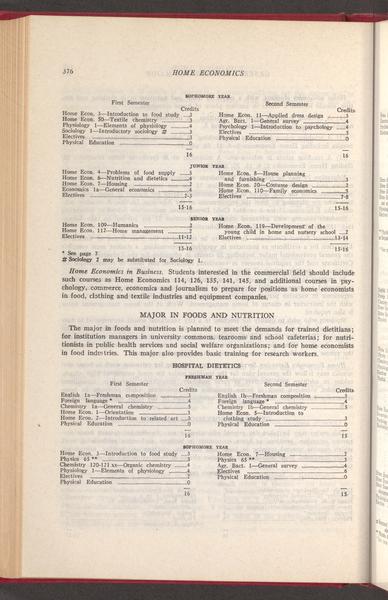 376 HOME ECONOMICS
SOPHOMORE YEAR
First Semester Second Semester
Credits Credits
Home Econ. 3—Introduction to food study 3 Home Econ. 11—Applied dress design 3
Home Econ. 50—Textile chemistry 3 Agr. Bact. 1—General survey 4
Physiology 1—Elements of physiology 4 Psychology 1—Introduction to psychology 4
Sociology 1—Introductory sociology # 3 Electives 5
Electives 3 Physical Education 0
Physical Education 0
16 16
JUNIOR YEAR
Home Econ. 4—Problems of food supply 3 Home Econ. 8—House planning
Home Econ. 6—Nutrition and dietetics and furnishing 3
Home Econ. 7—Housing 2 Home Econ. 20—Costume design 2
Economics 1a—General economics 4 Home Econ. 110—Family economics 3
Electives 2-3 Electives 7-8
15-16 15-16
SENIOR YEAR
Home Econ. 109—Humanics 2 Home Econ. 119—Development of the
Home Econ. 112—Home management 2 young child in home and nursery school 2
Electives 11-12 Electives 13-14
15-16 15-16
* See page
# Sociology 2 may be substituted for Sociology 1.
Home Economics in Business. Students interested in the commercial field should include
such courses as Home Economics 114, 126, 135, 141, 145, and additional courses in psy-
chology, commerce, economics and journalism to prepare for positions as home economists
in food, clothing and textile industries and equipment companies.
MAJOR IN FOODS AND NUTRITION
The major in foods and nutrition is planned to meet the demands for trained dietitians;
for institution managers in university commons, tearooms and school cafeterias; for nutri-
tionists in public health services and social welfare organizations; and for home economists
in food industries. This major also provides basic training for research workers.
HOSPITAL DIETETICS
FRESHMAN YEAR
First Semester Second Semester
Credits Credits
English 1a—Freshman composition 3 English 1b—Freshman composition 3
Foreign language * 4 Foreign language * 4
Chemistry 1a—General chemistry 5 Chemistry 1b—General chemistry 5
Home Econ. 1—Orientation Home Econ. 5—Introduction to
Home Econ. 2—Introduction to related art 3 clothing study 3
Physical Education 0 Physical Education 0
16 15
SOPHOMORE YEAR
Home Econ. 3—Introduction to food study 3 Home Econ. 7—Housing 2
Physics 65 ** 3 Physics 65 ** 3
Chemistry 120-121 xx—Organic chemistry 4 Agr. Bact. 1—General survey 4
Physiology 1—Elements of physiology 4 Electives 6
Electives 2 Physical Education 0
Physical Education 0
16 15